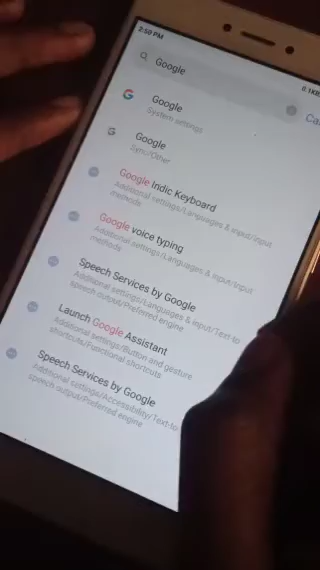 2:50 PM
0.1KB
Google
Ca
Google
System settings
Google
Sync/Other
Google Indic Keyboard
Additional settings/Languages & input/Input
methods
Google voice typing
Additional settings/Languages & input/Input
methods
Speech Services by Google
Additional settings/Languages & input/Text-to
speech output/Preferred engine
Launch Google Assistant
Additional settings/Button and gesture
shortcuts/Functional shortcuts
Speech Services by Google
Additional settings/Accessibility/Text-to
speech output/Preferred engine